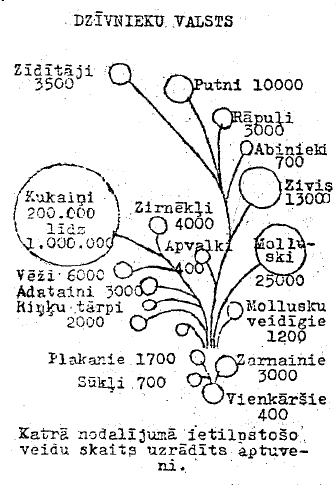 DZĪVNIEKU VALSTS
Zīdītāji
3500
Putni 10000
Rāpuļi
3000
Abinieki
700
Zivis
13000
Kukaiņi
200.000
līdz
1.000.000
Zirnekļi
4000
Apvalki
400
Mollu-
ski
25000
Vēži 6000
Adataini 3000
Riņķu tārpi
2000
Mollusku
veidīgie
1200
Plakanie 1700
Sūkļi 700
Zarnainie
3000
Vienkāršie
400
Katrā nodalījumā ietilpstošo
veidu skaits uzrādīts aptuve-
ni.